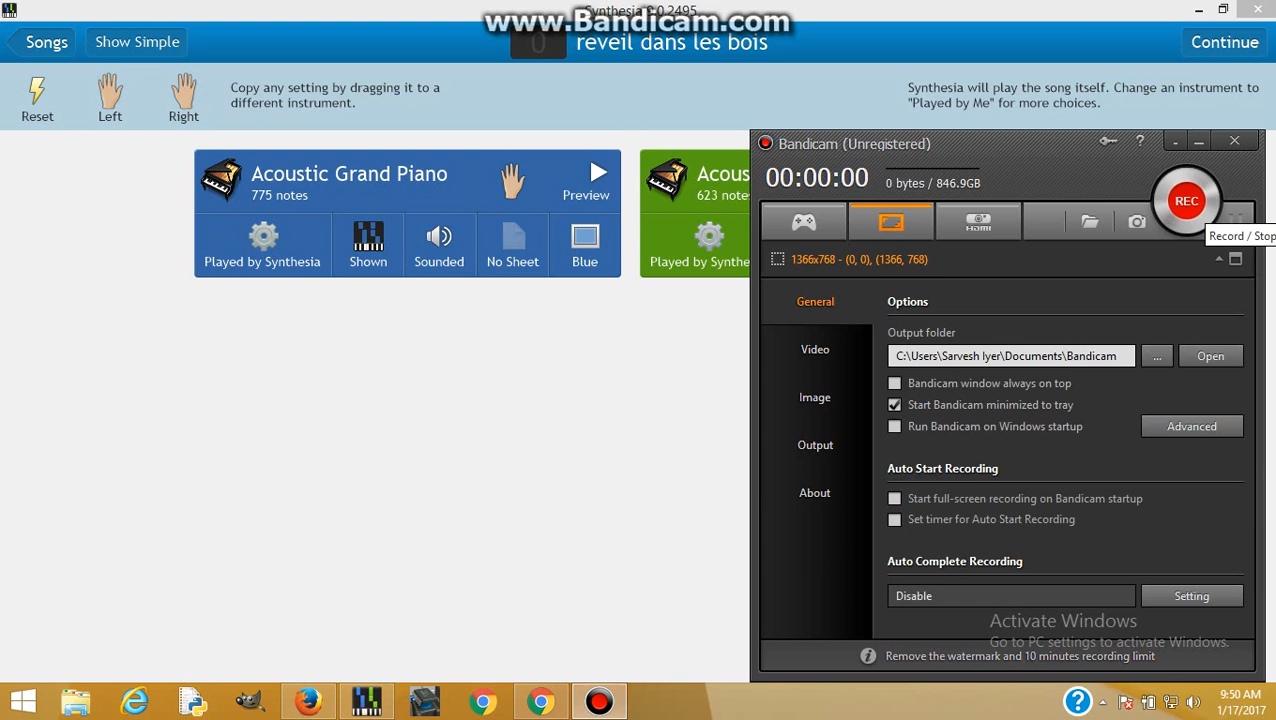 Synthesia
www.Bandicam.com
Songs
Show Simple
0
reveil dans les bois
Continue
Reset
Left
Right
Copy any setting by dragging it to a
different instrument.
Synthesia will play the song itself. Change an instrument to
"Played by Me" for more choices.
Acoustic Grand Piano
775 notes
Preview
Played by Synthesia
Shown
Sounded
No Sheet
Blue
Acous
623 note
Played by Synthe
Bandicam (Unregistered)
00:00:00
0 bytes / 846.9GB
HDMI
REC
Record / Stop
1366x768 - (0, 0), (1366, 768)
General
Video
Image
Output
About
Options
Output folder
C:\Users\Sarvesh Iyer\Documents\Bandicam
...
Open
Bandicam window always on top
Start Bandicam minimized to tray
Run Bandicam on Windows startup
Advanced
Auto Start Recording
Start full-screen recording on Bandicam startup
Set timer for Auto Start Recording
Auto Complete Recording
Disable
Setting
Activate Windows
Go to PC settings to activate Windows.
Remove the watermark and 10 minutes recording limit
9:50 AM
1/17/2017